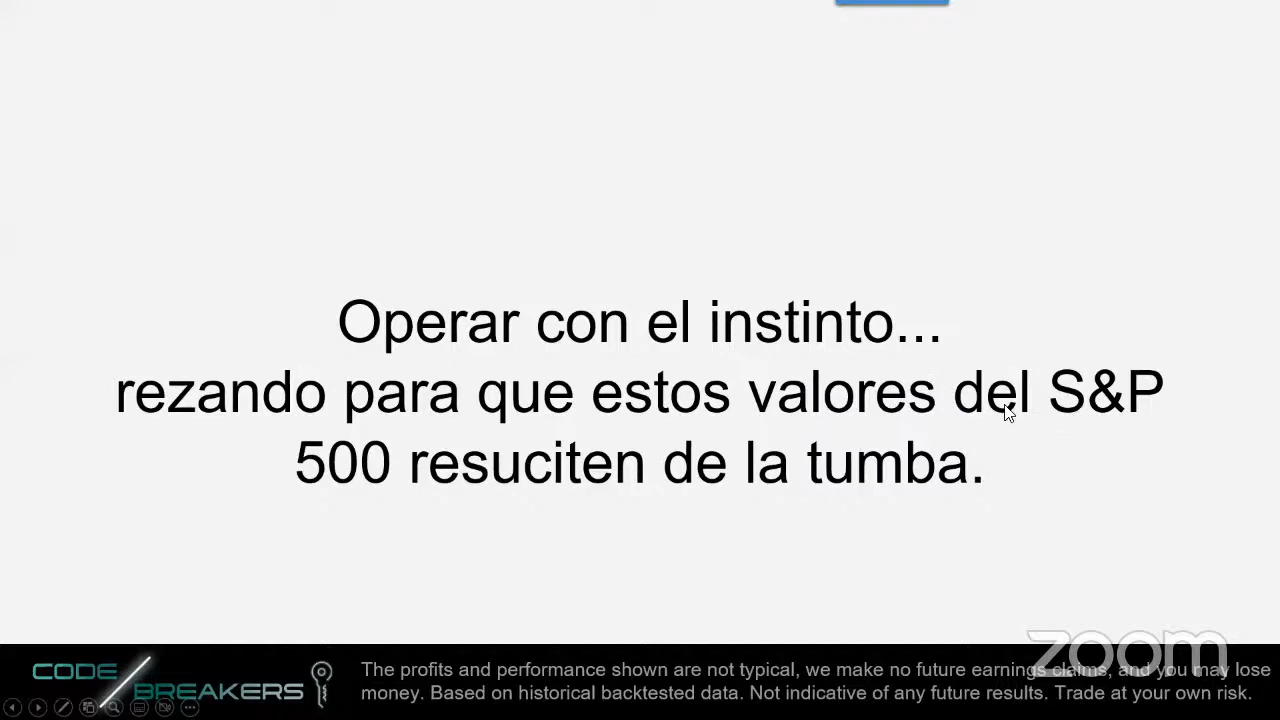 Operar con el instinto...
rezando para que estos valores del S&P
500 resuciten de la tumba.
zoom
CODE
BREAKERS
The profits and performance shown are not typical, we make no future earnings claims, and you may lose
money. Based on historical backtested data. Not indicative of any future results. Trade at your own risk.